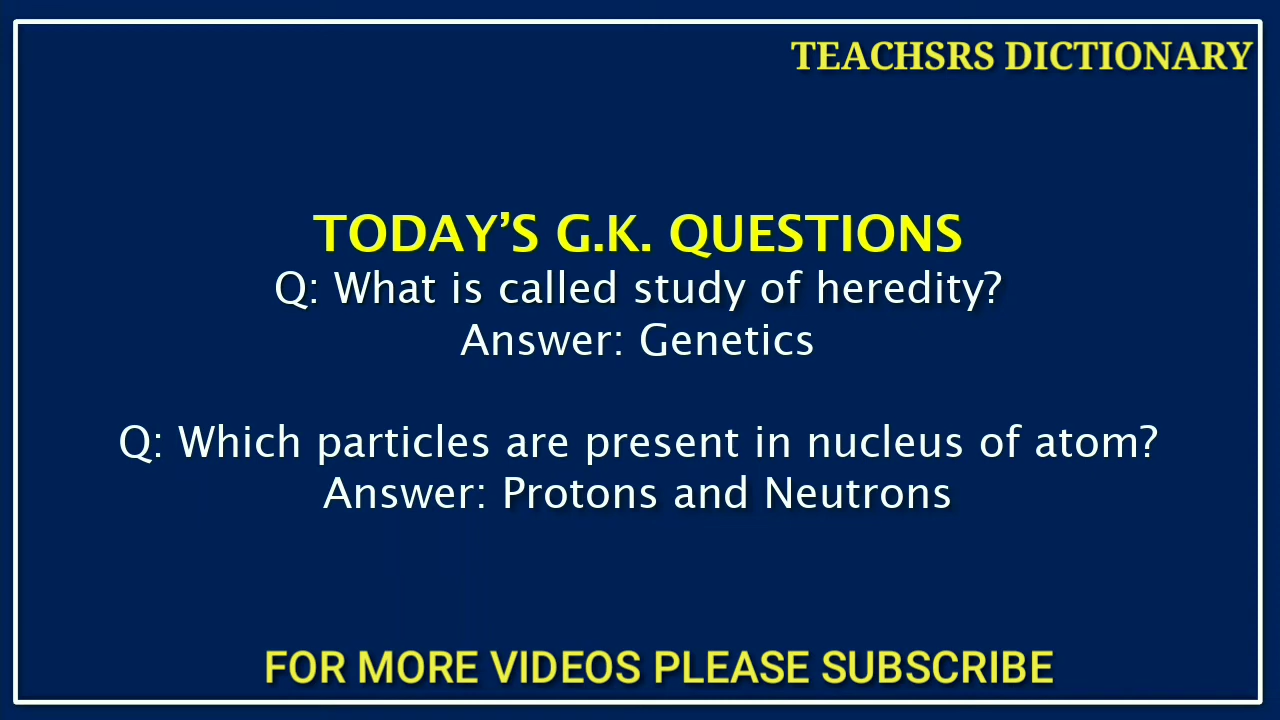 TEACHSRS DICTIONARY
TODAY’S G.K. QUESTIONS
Q: What is called study of heredity?
Answer: Genetics
Q: Which particles are present in nucleus of atom?
Answer: Protons and Neutrons
FOR MORE VIDEOS PLEASE SUBSCRIBE